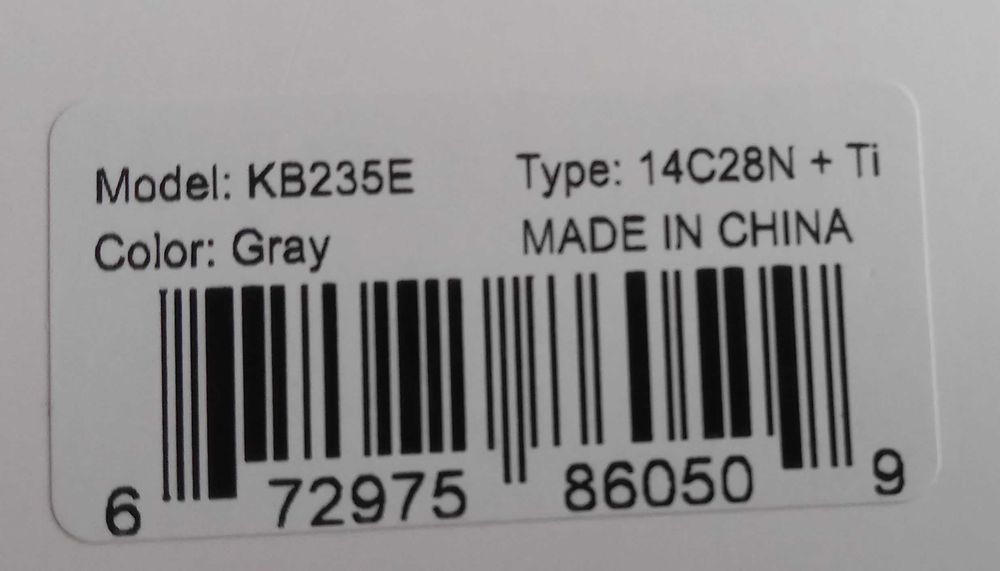 Model: KB235E Type: 14C28N + Ti
Color: Gray MADE IN CHINA
6 72975 86050 9